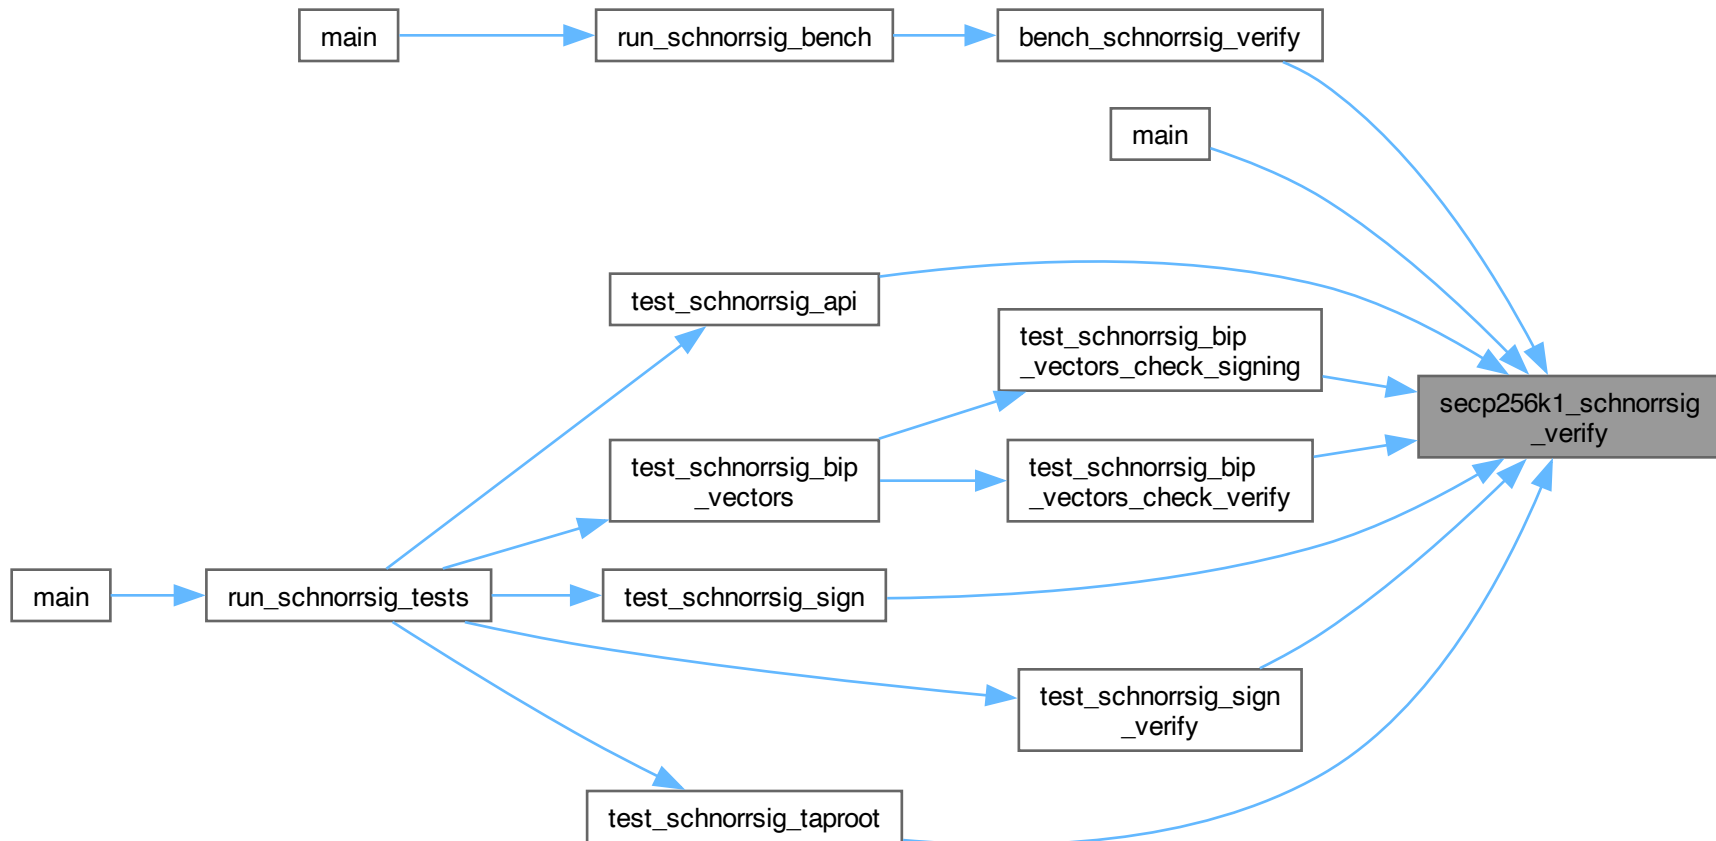 main
run_schnorrsig_bench
bench_schnorrsig_verify
main
test_schnorrsig_api
test_schnorrsig_bip
_vectors_check_signing
secp256k1_schnorrsig
_verify
test_schnorrsig_bip
_vectors
test_schnorrsig_bip
_vectors_check_verify
main
run_schnorrsig_tests
test_schnorrsig_sign
test_schnorrsig_sign
_verify
test_schnorrsig_taproot